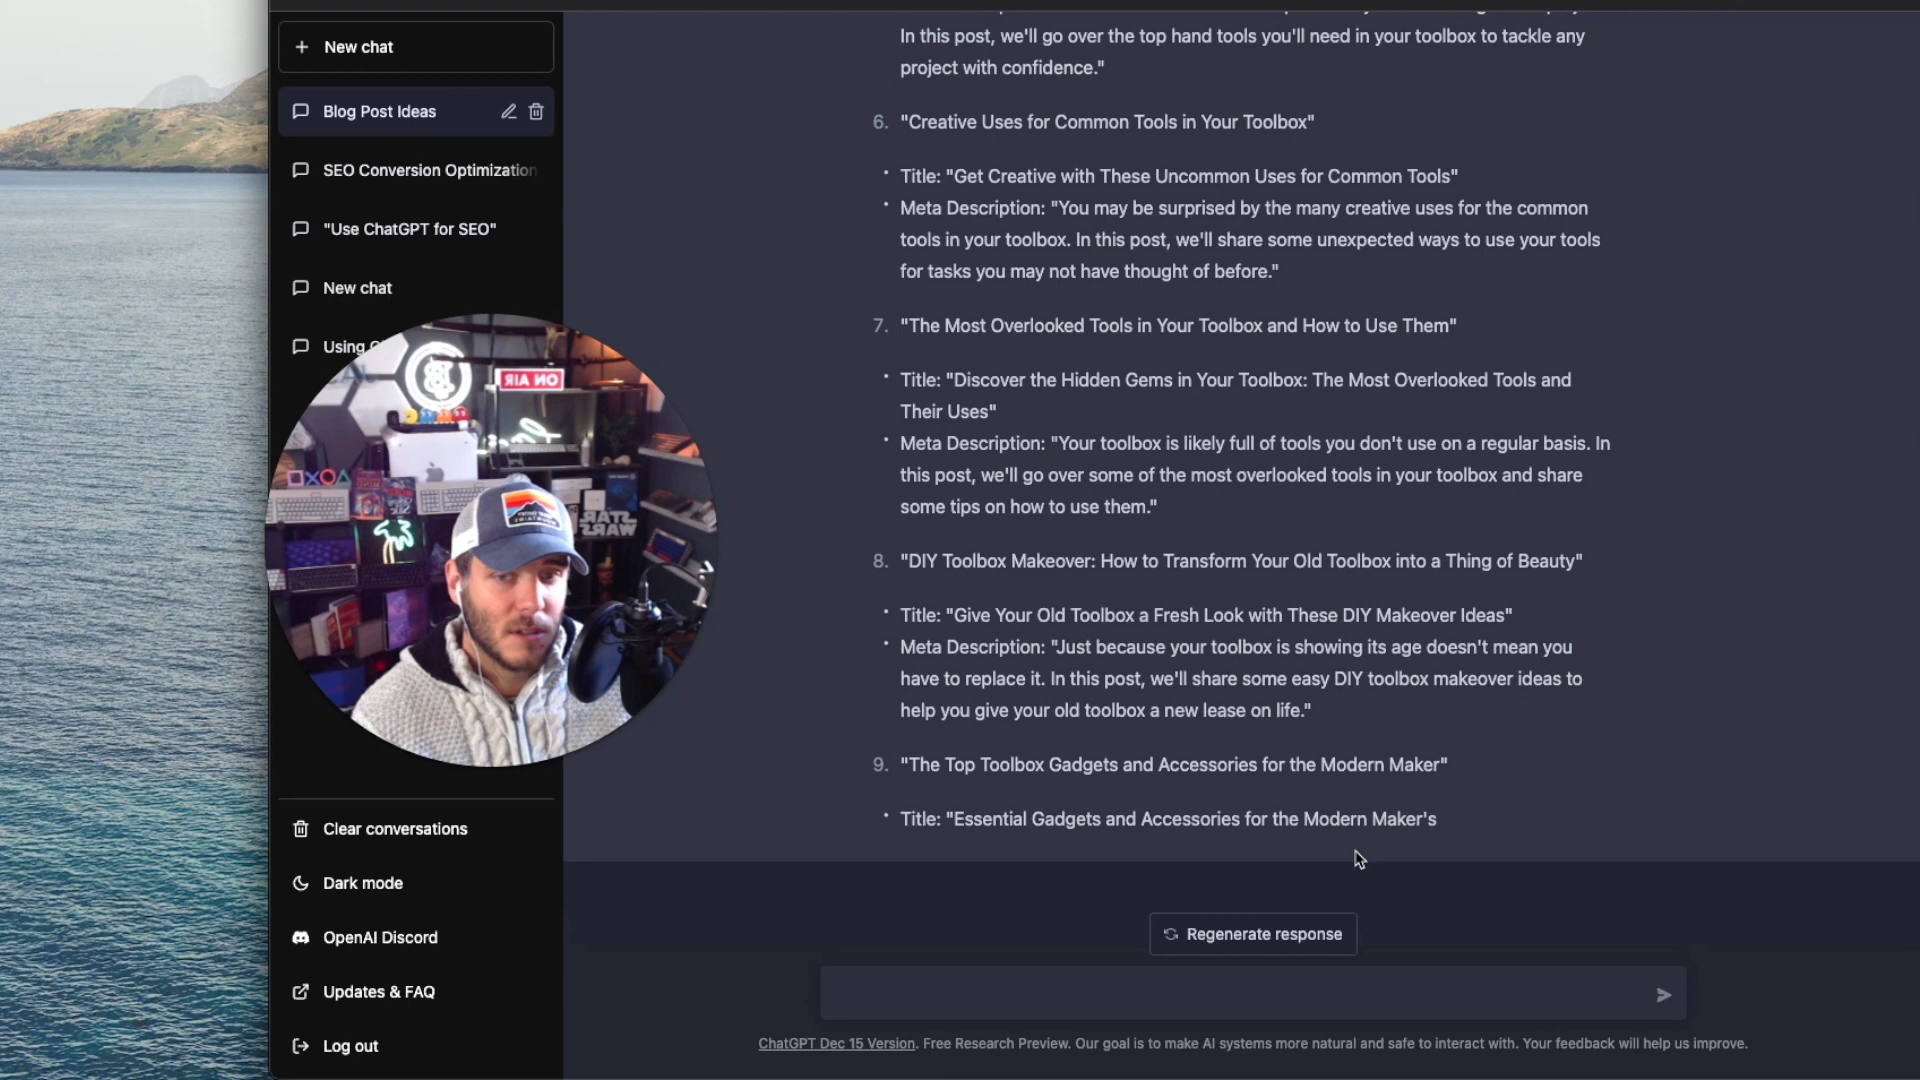 New chat
Blog Post Ideas
SEO Conversion Optimization
"Use ChatGPT for SEO"
New chat
Using
ON AIR
STAR
WARS
Clear conversations
Dark mode
OpenAI Discord
Updates & FAQ
Log out
In this post, we'll go over the top hand tools you'll need in your toolbox to tackle any
project with confidence."
6. "Creative Uses for Common Tools in Your Toolbox"
· Title: "Get Creative with These Uncommon Uses for Common Tools"
· Meta Description: "You may be surprised by the many creative uses for the common
tools in your toolbox. In this post, we'll share some unexpected ways to use your tools
for tasks you may not have thought of before."
7. "The Most Overlooked Tools in Your Toolbox and How to Use Them"
· Title: "Discover the Hidden Gems in Your Toolbox: The Most Overlooked Tools and
Their Uses"
· Meta Description: "Your toolbox is likely full of tools you don't use on a regular basis. In
this post, we'll go over some of the most overlooked tools in your toolbox and share
some tips on how to use them."
8. "DIY Toolbox Makeover: How to Transform Your Old Toolbox into a Thing of Beauty"
· Title: "Give Your Old Toolbox a Fresh Look with These DIY Makeover Ideas"
· Meta Description: "Just because your toolbox is showing its age doesn't mean you
have to replace it. In this post, we'll share some easy DIY toolbox makeover ideas to
help you give your old toolbox a new lease on life."
9. "The Top Toolbox Gadgets and Accessories for the Modern Maker"
· Title: "Essential Gadgets and Accessories for the Modern Maker's
Regenerate response
ChatGPT Dec 15 Version. Free Research Preview. Our goal is to make AI systems more natural and safe to interact with. Your feedback will help us improve.